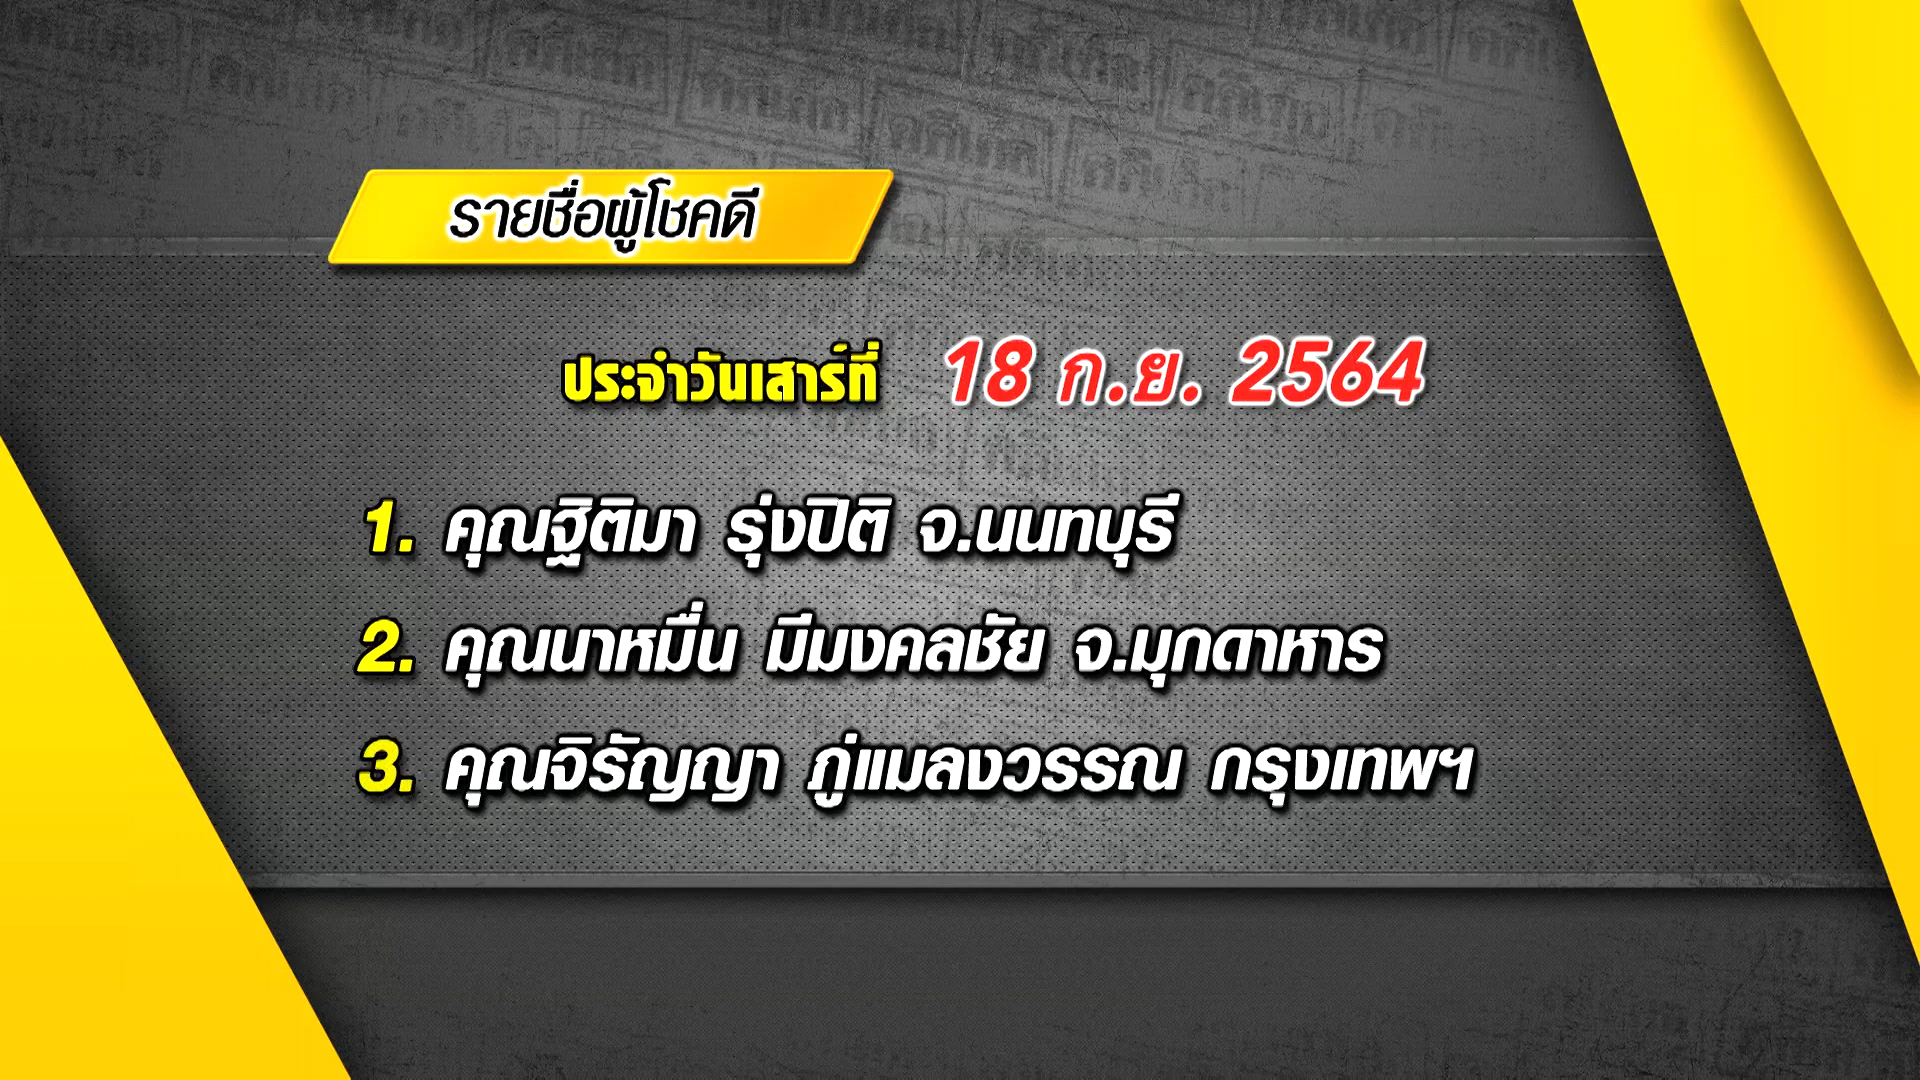 รายชื่อผู้โชคดี
ประจำวันเสาร์ที่ 18 ก.ย. 2564
1. คุณฐิติมา รุ่งปิติ จ.นนทบุรี
2. คุณนาหมื่น มีมงคลชัย จ.มุกดาหาร
3. คุณจิรัญญา ภู่แมลงวรรณ กรุงเทพฯ